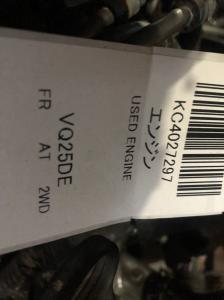 KC4027297
エンジン
USED ENGINE
VQ25DE
FR AT 2WD